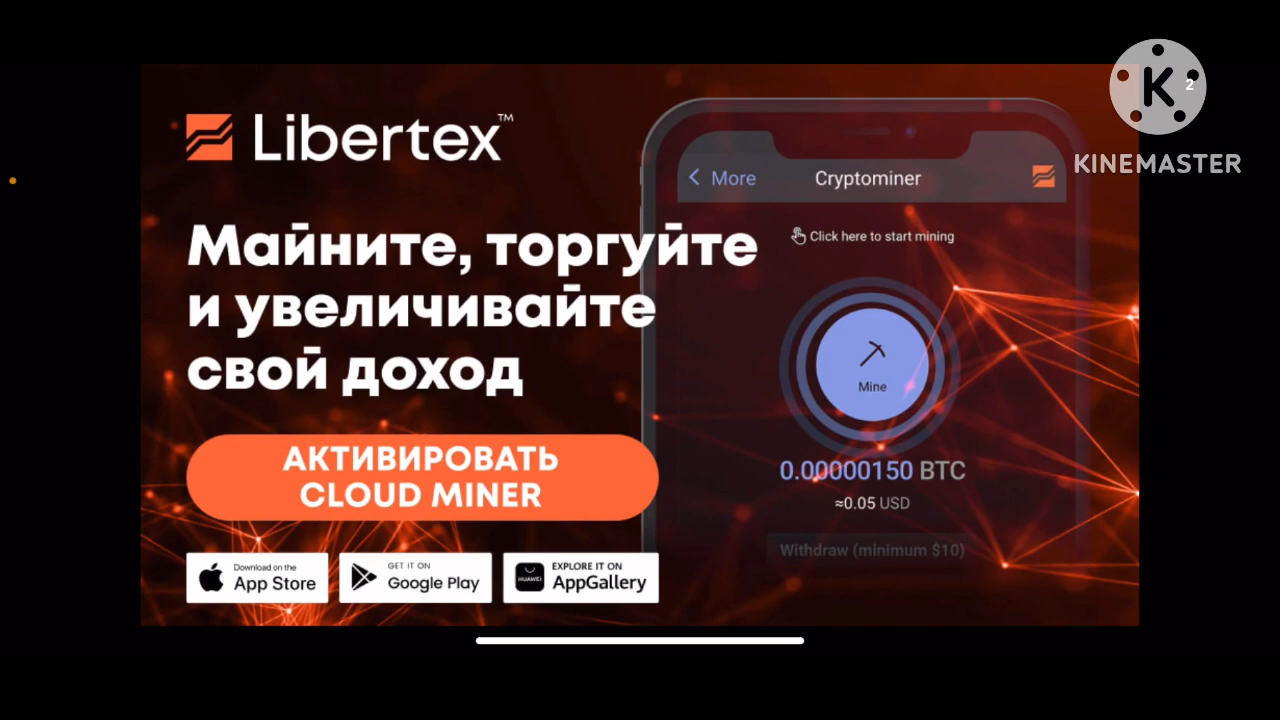 Libertex™
Майните, торгуйте
и увеличивайте
свой доход
АКТИВИРОВАТЬ
CLOUD MINER
Download on the
App Store
GET IT ON
Google Play
HUAWEI
EXPLORE IT ON
AppGallery
More
Cryptominer
Click here to start mining
Mine
0.00000150 BTC
≈0.05 USD
Withdraw (minimum $10)
K
2
KINEMASTER